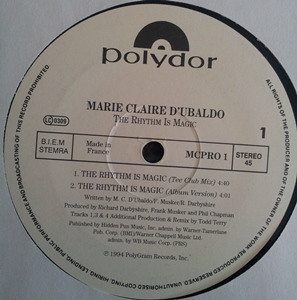 polydor
MARIE CLAIRE D'UBALDO
THE RHYTHM IS MAGIC
LC 0309
1
B.I.E.M
STEMRA
Made in
France
MCPRO 1
STEREO
45
1. THE RHYTHM IS MAGIC (Tee Club Mix) 4:40
2. THE RHYTHM IS MAGIC (Album Version) 4:01
Written by M. C. D'Ubaldo/F. Musker/R. Darbyshire
Produced by Richard Darbyshire, Frank Musker and Phil Chapman
Tracks 1,3 & 4 Additional Production & Remix by Todd Terry
Published by Hidden Pun Music Inc. admin. by Warner-Tamerlane
Pub. Corp. (BMI)/Warner Chappell Music Ltd.
admin. by WB Music Corp. (PRS)
℗ 1994 PolyGram Records, Inc.
ALL RIGHTS OF THE PRODUCER AND OF THE OWNER OF THE WORK REPRODUCED RESERVED. UNAUTHORISED COPYING, HIRING, LENDING, PUBLIC PERFORMANCE AND BROADCASTING OF THIS RECORD PROHIBITED.